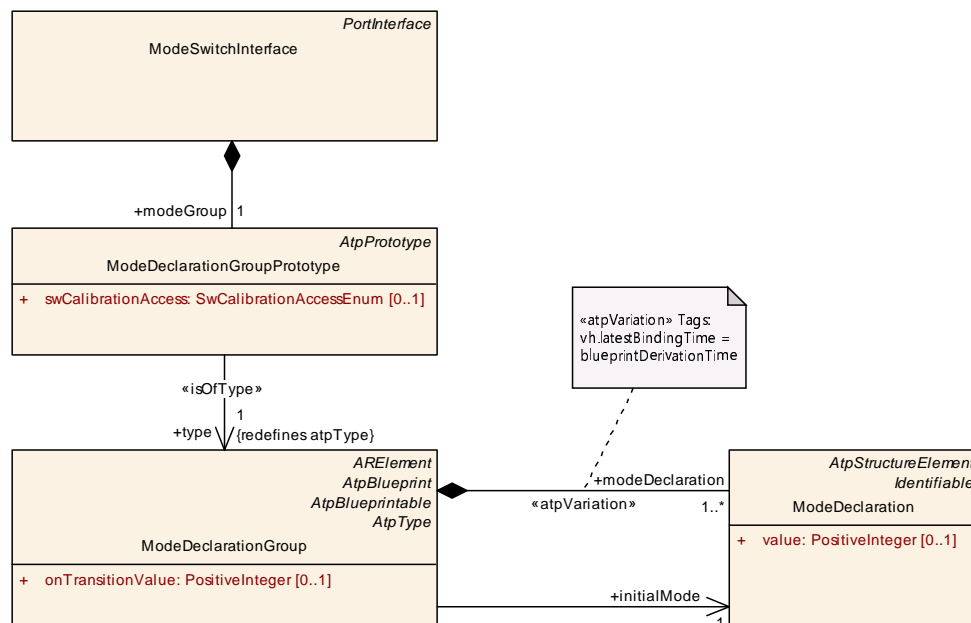 PortInterface
ModeSwitchInterface
+modeGroup 1
AtpPrototype
ModeDeclarationGroupPrototype
+ swCalibrationAccess: SwCalibrationAccessEnum [0..1]
«atpVariation» Tags:
vh.latestBindingTime =
blueprintDerivationTime
«isOfType»
1
+type {redefines atpType}
ARElement
AtpBlueprint
AtpBlueprintable
AtpType
ModeDeclarationGroup
+ onTransitionValue: PositiveInteger [0..1]
+modeDeclaration
«atpVariation» 1..*
AtpStructureElement
Identifiable
ModeDeclaration
+ value: PositiveInteger [0..1]
+initialMode
1